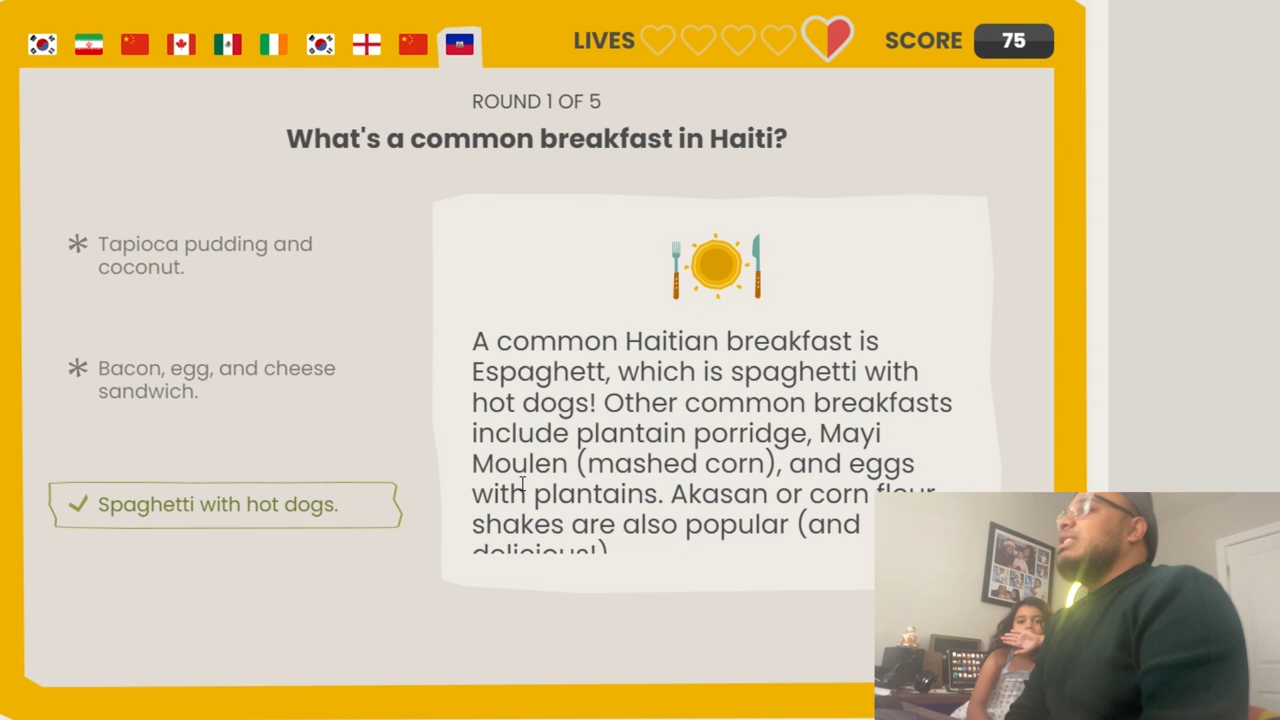 LIVES
SCORE
75
ROUND 1 OF 5
What's a common breakfast in Haiti?
Tapioca pudding and
coconut.
Bacon, egg, and cheese
sandwich.
Spaghetti with hot dogs.
A common Haitian breakfast is
Espaghett, which is spaghetti with
hot dogs! Other common breakfasts
include plantain porridge, Mayi
Moulen (mashed corn), and eggs
with plantains. Akasan or corn flour
shakes are also popular (and
delicious!)